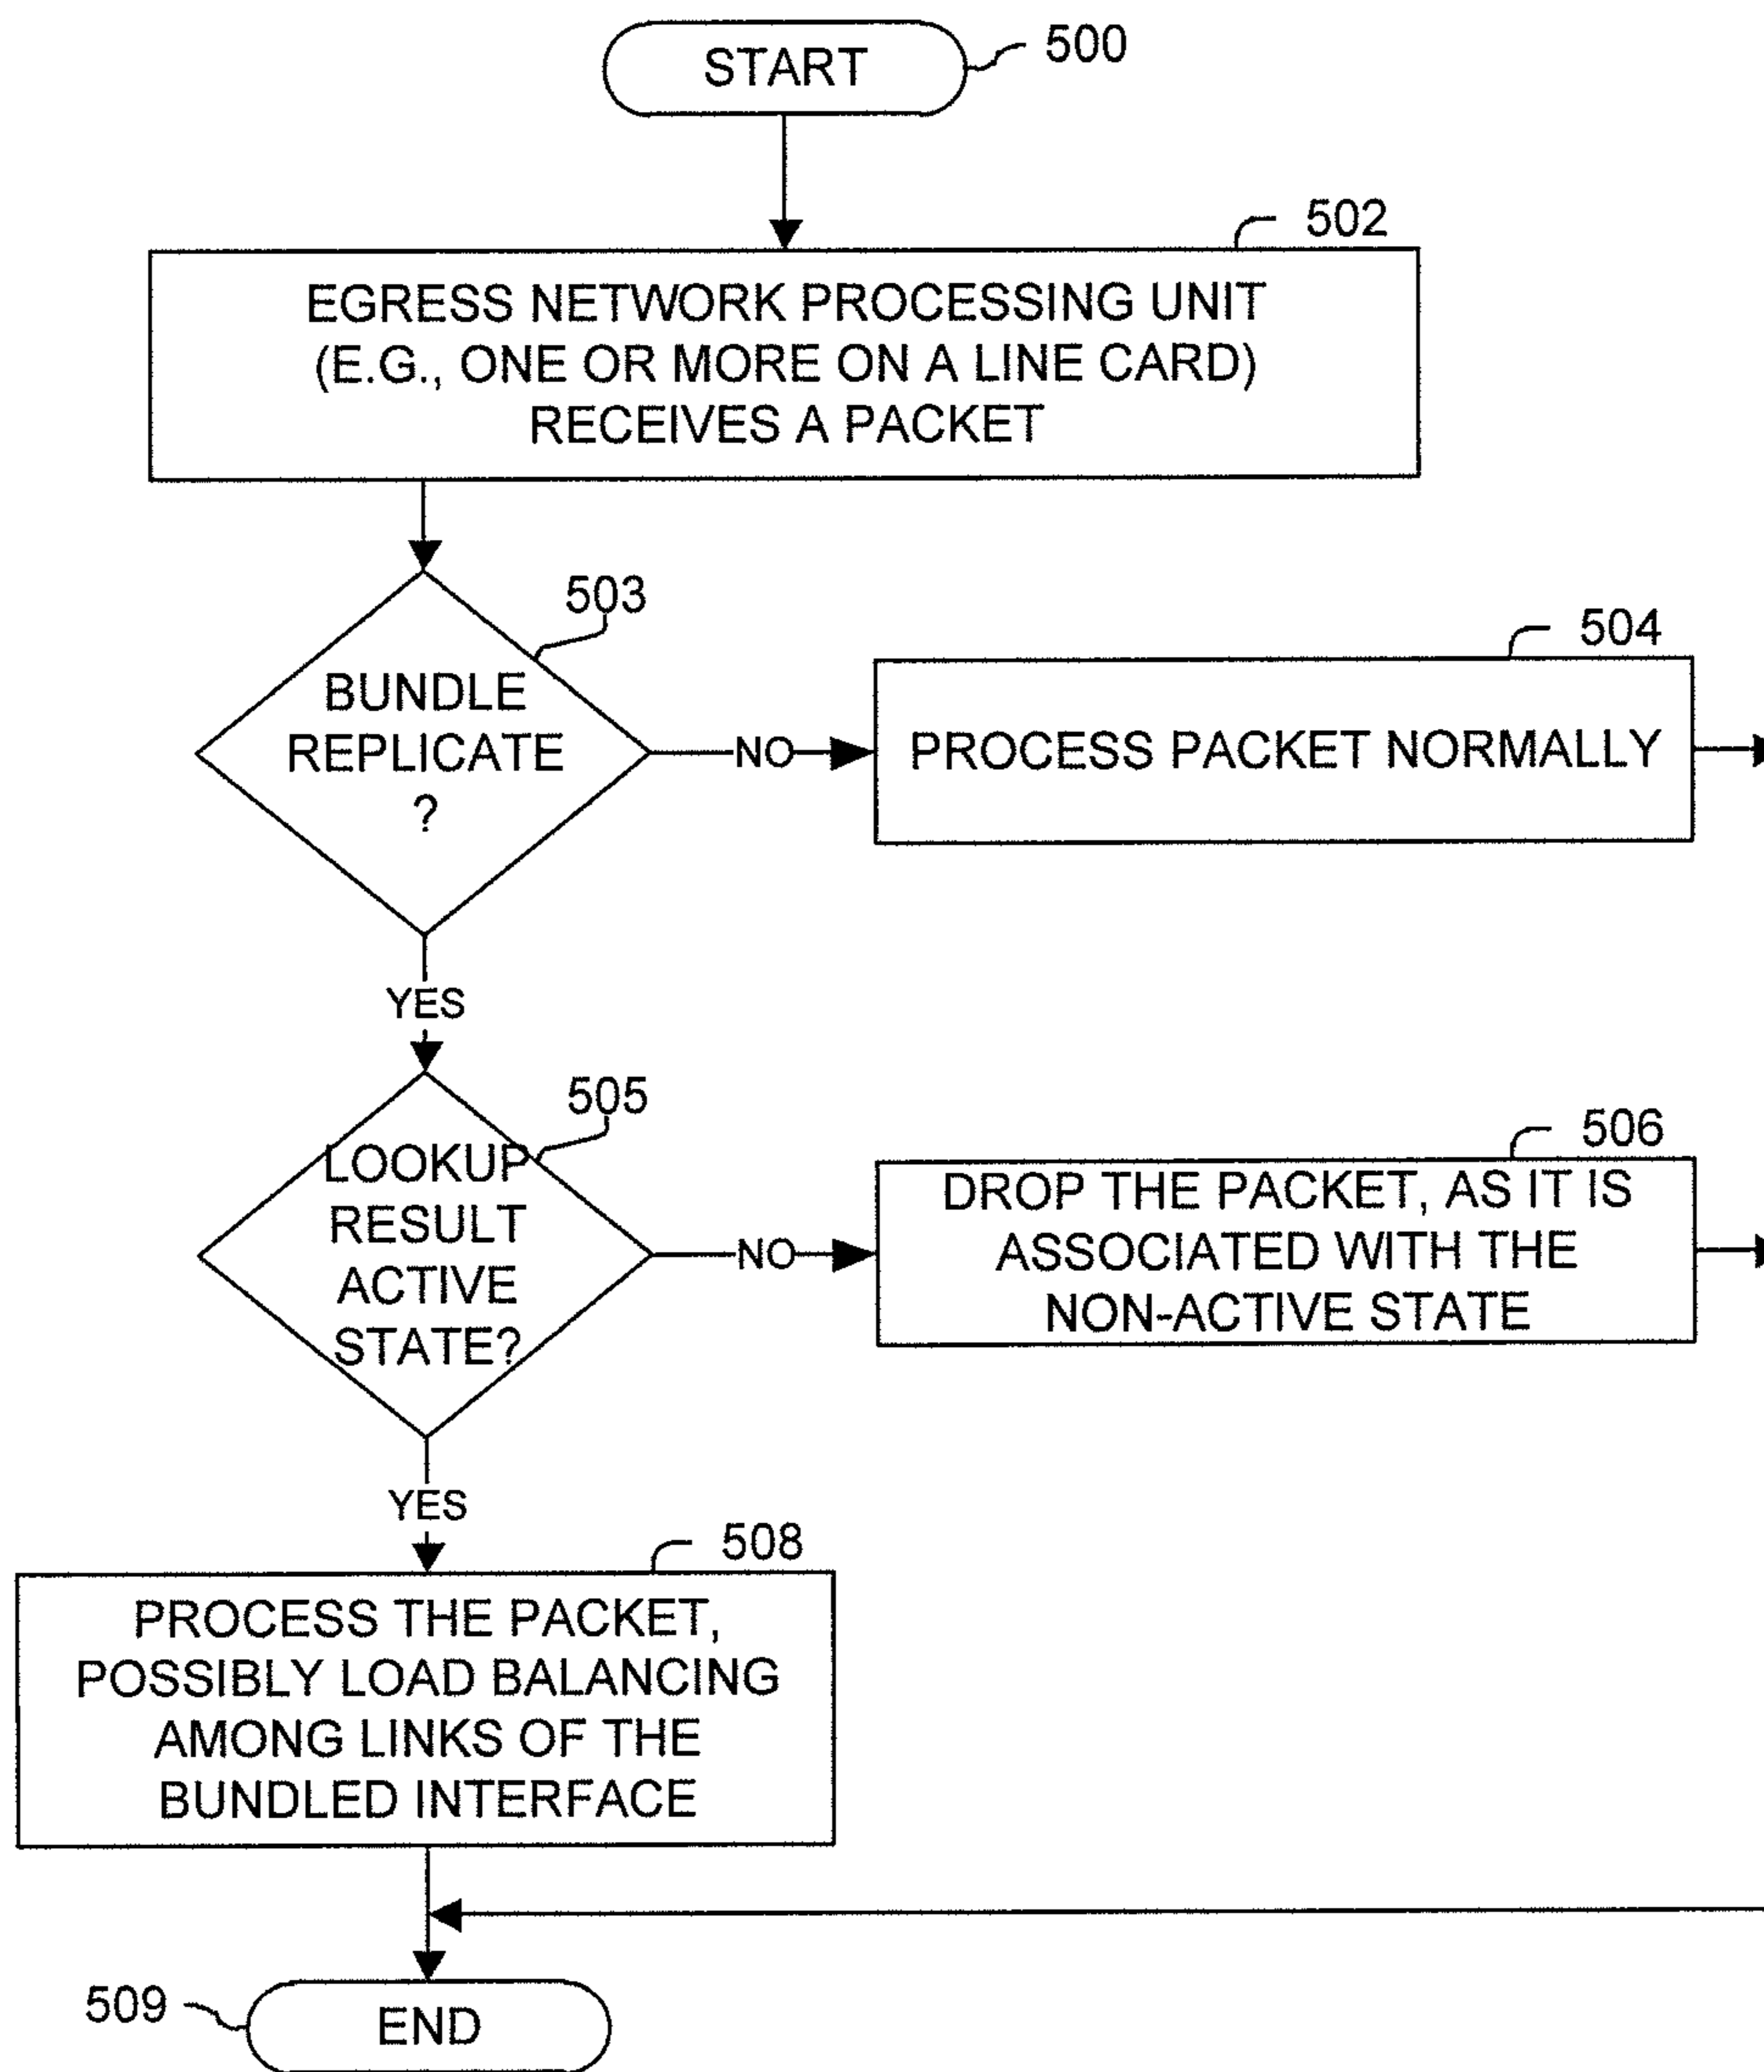 START
500
502
EGRESS NETWORK PROCESSING UNIT
(E.G., ONE OR MORE ON A LINE CARD)
RECEIVES A PACKET
503
BUNDLE
REPLICATE
?
NO
504
PROCESS PACKET NORMALLY
YES
505
LOOKUP
RESULT
ACTIVE
STATE?
NO
506
DROP THE PACKET, AS IT IS
ASSOCIATED WITH THE
NON-ACTIVE STATE
YES
508
PROCESS THE PACKET,
POSSIBLY LOAD BALANCING
AMONG LINKS OF THE
BUNDLED INTERFACE
509
END